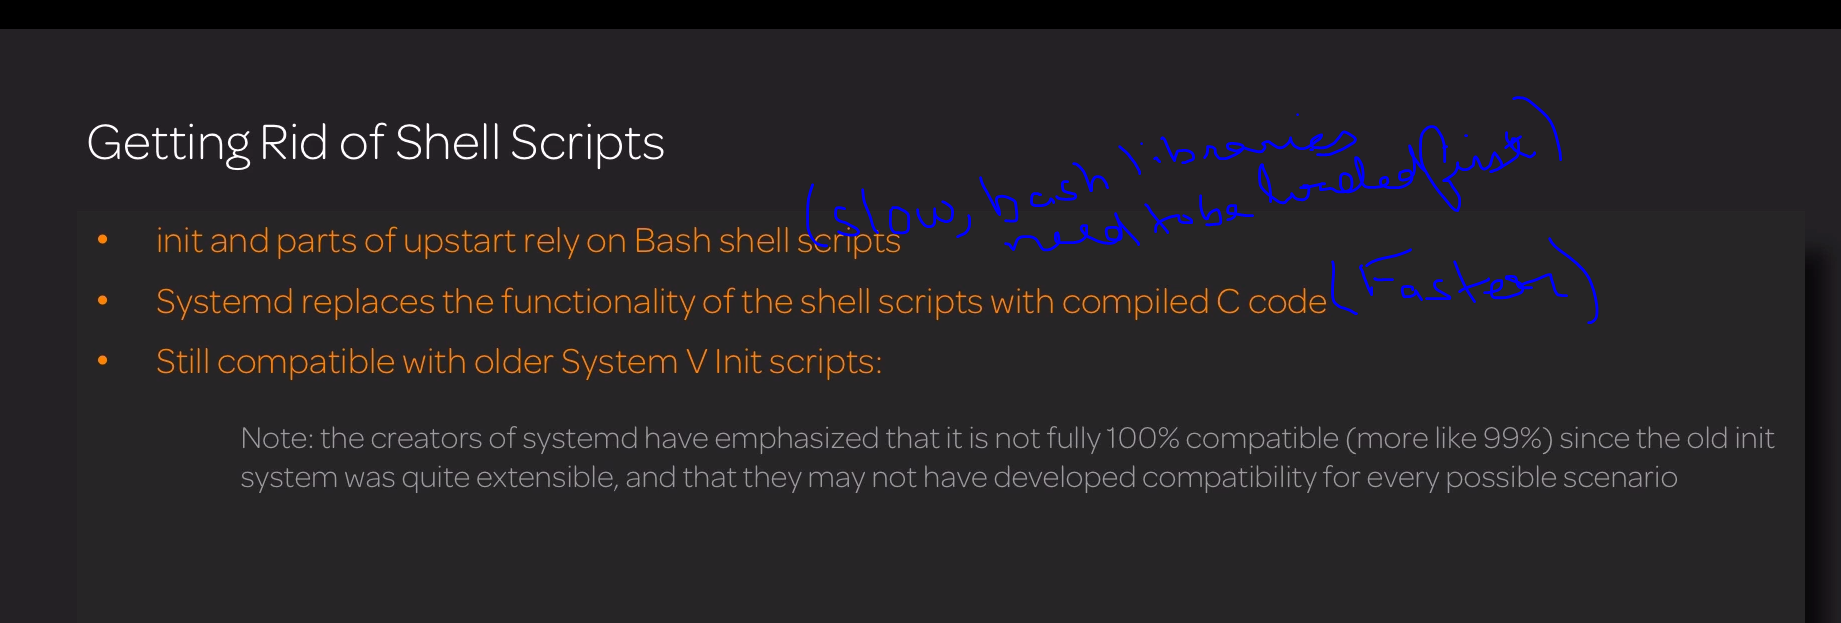 Getting Rid of Shell Scripts
(slow, bash libraries
need to be loaded first)
• init and parts of upstart rely on Bash shell scripts
• Systemd replaces the functionality of the shell scripts with compiled C code (Faster)
• Still compatible with older System V Init scripts:
Note: the creators of systemd have emphasized that it is not fully 100% compatible (more like 99%) since the old init
system was quite extensible, and that they may not have developed compatibility for every possible scenario